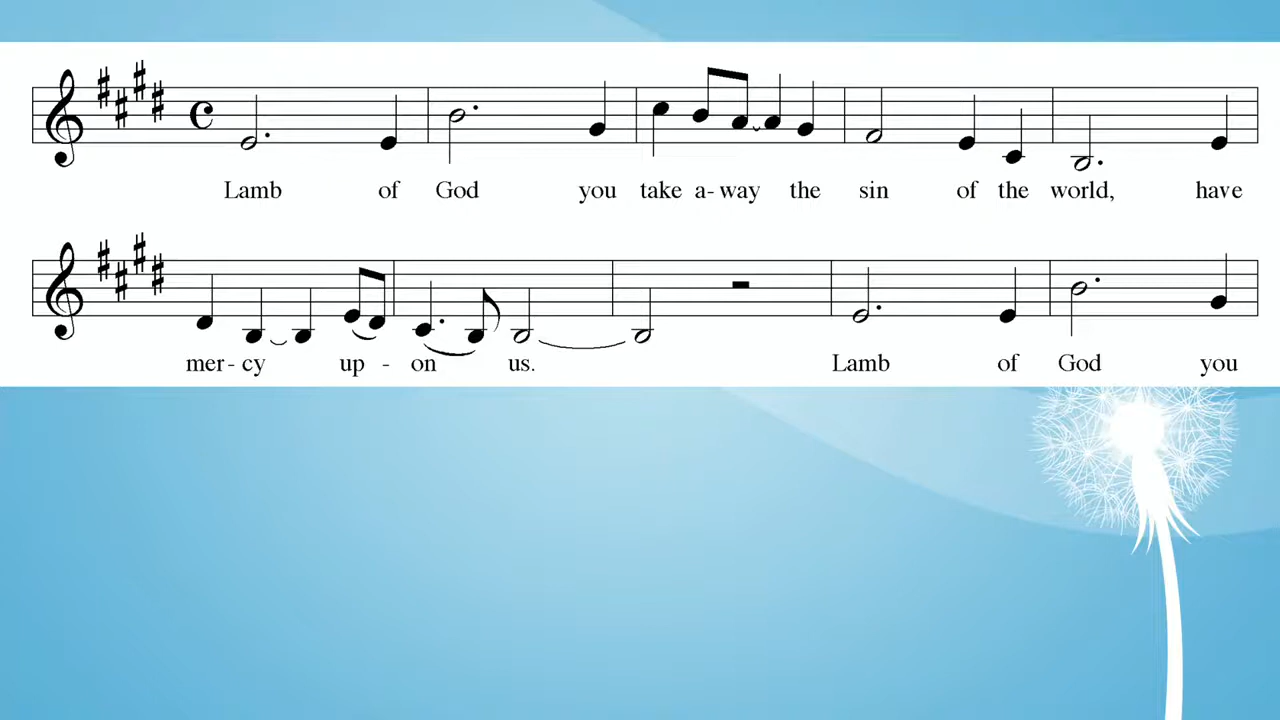 Lamb of God you take a- way the sin of the world, have
mer- cy up - on us. Lamb of God you